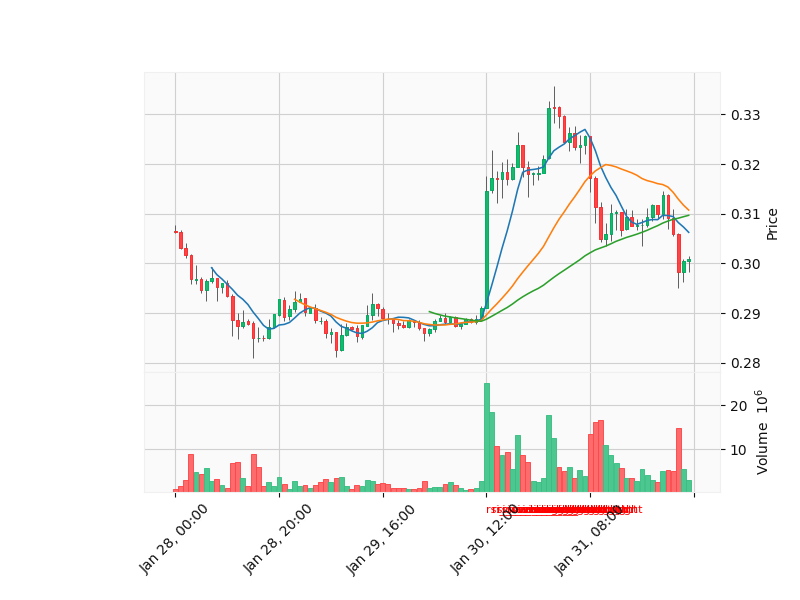 0.33
0.32
0.31
0.30
0.29
0.28
Price
20
10
Volume 10⁶
Jan 28, 00:00
Jan 28, 20:00
Jan 29, 16:00
Jan 30, 12:00
Jan 31, 08:00